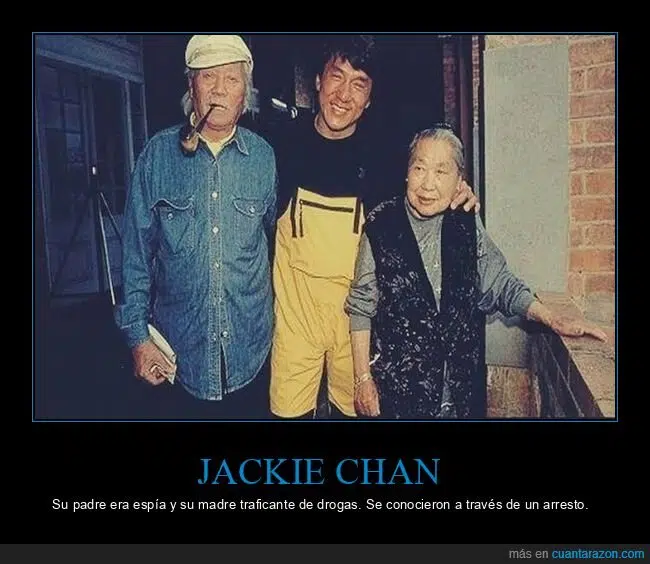 JACKIE CHAN
Su padre era espía y su madre traficante de drogas. Se conocieron a través de un arresto.
más en cuantarazon.com